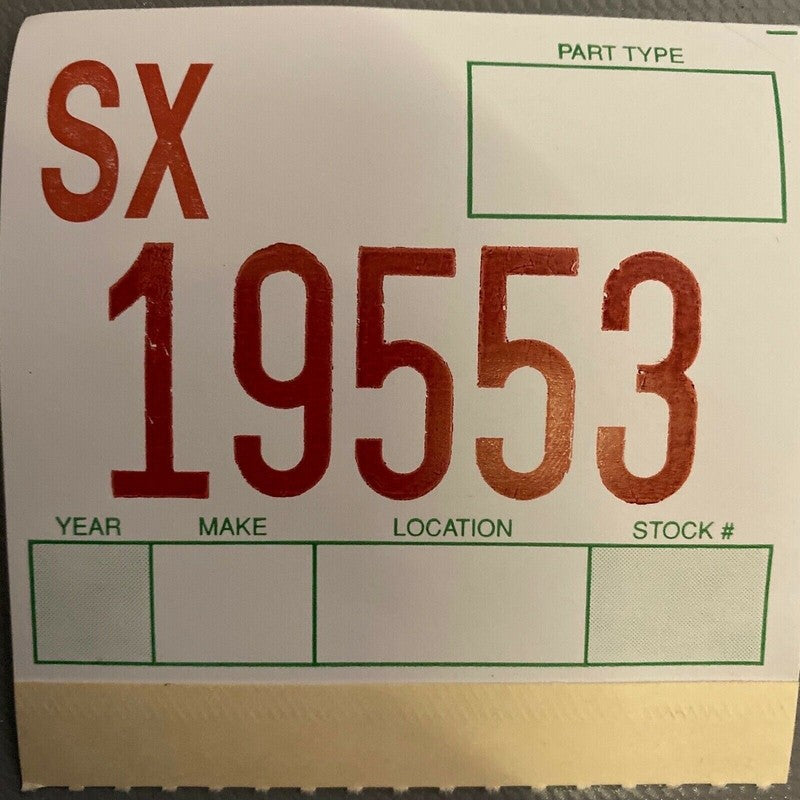 SX
PART TYPE
19553
YEAR MAKE LOCATION STOCK #